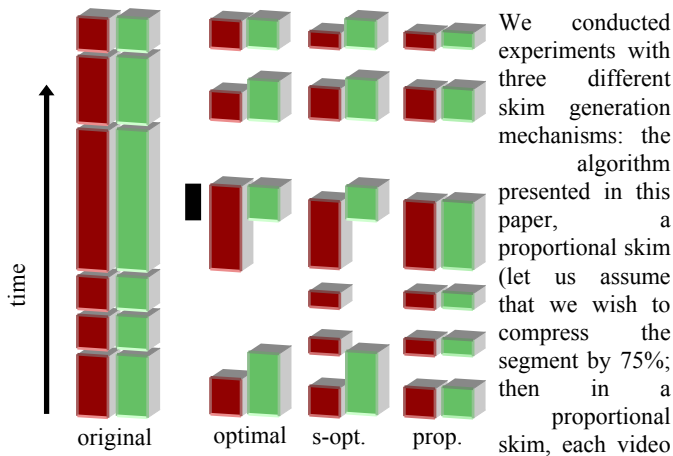 time
original
optimal
s-opt.
prop.
We conducted
experiments with
three different
skim generation
mechanisms: the
algorithm
presented in this
paper, a
proportional skim
(let us assume
that we wish to
compress the
segment by 75%;
then in a
proportional
skim, each video